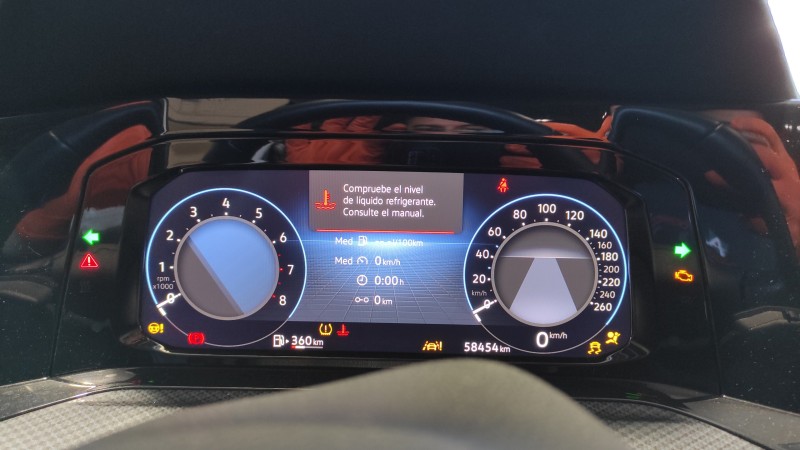 Compruebe el nivel
de líquido refrigerante.
Consulte el manual.
Med
Med 0 km/h
0:00 h
0 km
0 1 2 3 4 5 6 7 8
rpm
x1000
0 20 40 60 80 100 120 140 160 180 200 220 240 260
0 km/h
360 km
58454 km